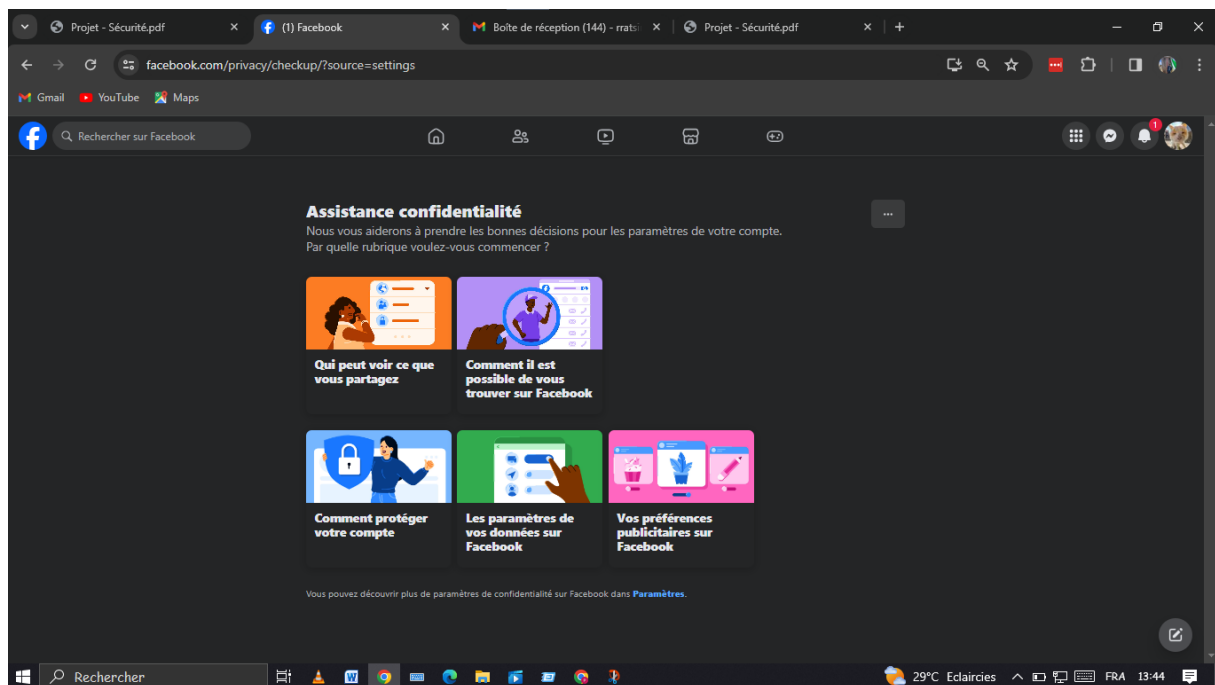 Projet - Sécurité.pdf
(1) Facebook
Boîte de réception (144) - rratsi
Projet - Sécurité.pdf
facebook.com/privacy/checkup/?source=settings
Gmail
YouTube
Maps
Rechercher sur Facebook
1
Assistance confidentialité
Nous vous aiderons à prendre les bonnes décisions pour les paramètres de votre compte.
Par quelle rubrique voulez-vous commencer ?
Qui peut voir ce que
vous partagez
Comment il est
possible de vous
trouver sur Facebook
Comment protéger
votre compte
Les paramètres de
vos données sur
Facebook
Vos préférences
publicitaires sur
Facebook
Vous pouvez découvrir plus de paramètres de confidentialité sur Facebook dans Paramètres.
Rechercher
29°C Eclaircies
FRA
13:44